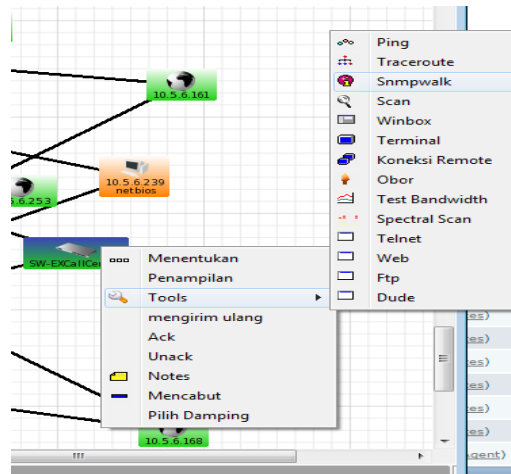 10.5.6.161
10.5.6.239
netbios
5.6.253
SW-EXCallCe
10.5.6.168
Menentukan
Penampilan
Tools
mengirim ulang
Ack
Unack
Notes
Mencabut
Pilih Damping
Ping
Traceroute
Snmpwalk
Scan
Winbox
Terminal
Koneksi Remote
Obor
Test Bandwidth
Spectral Scan
Telnet
Web
Ftp
Dude
es)
es)
es)
es)
es)
es)
gent)